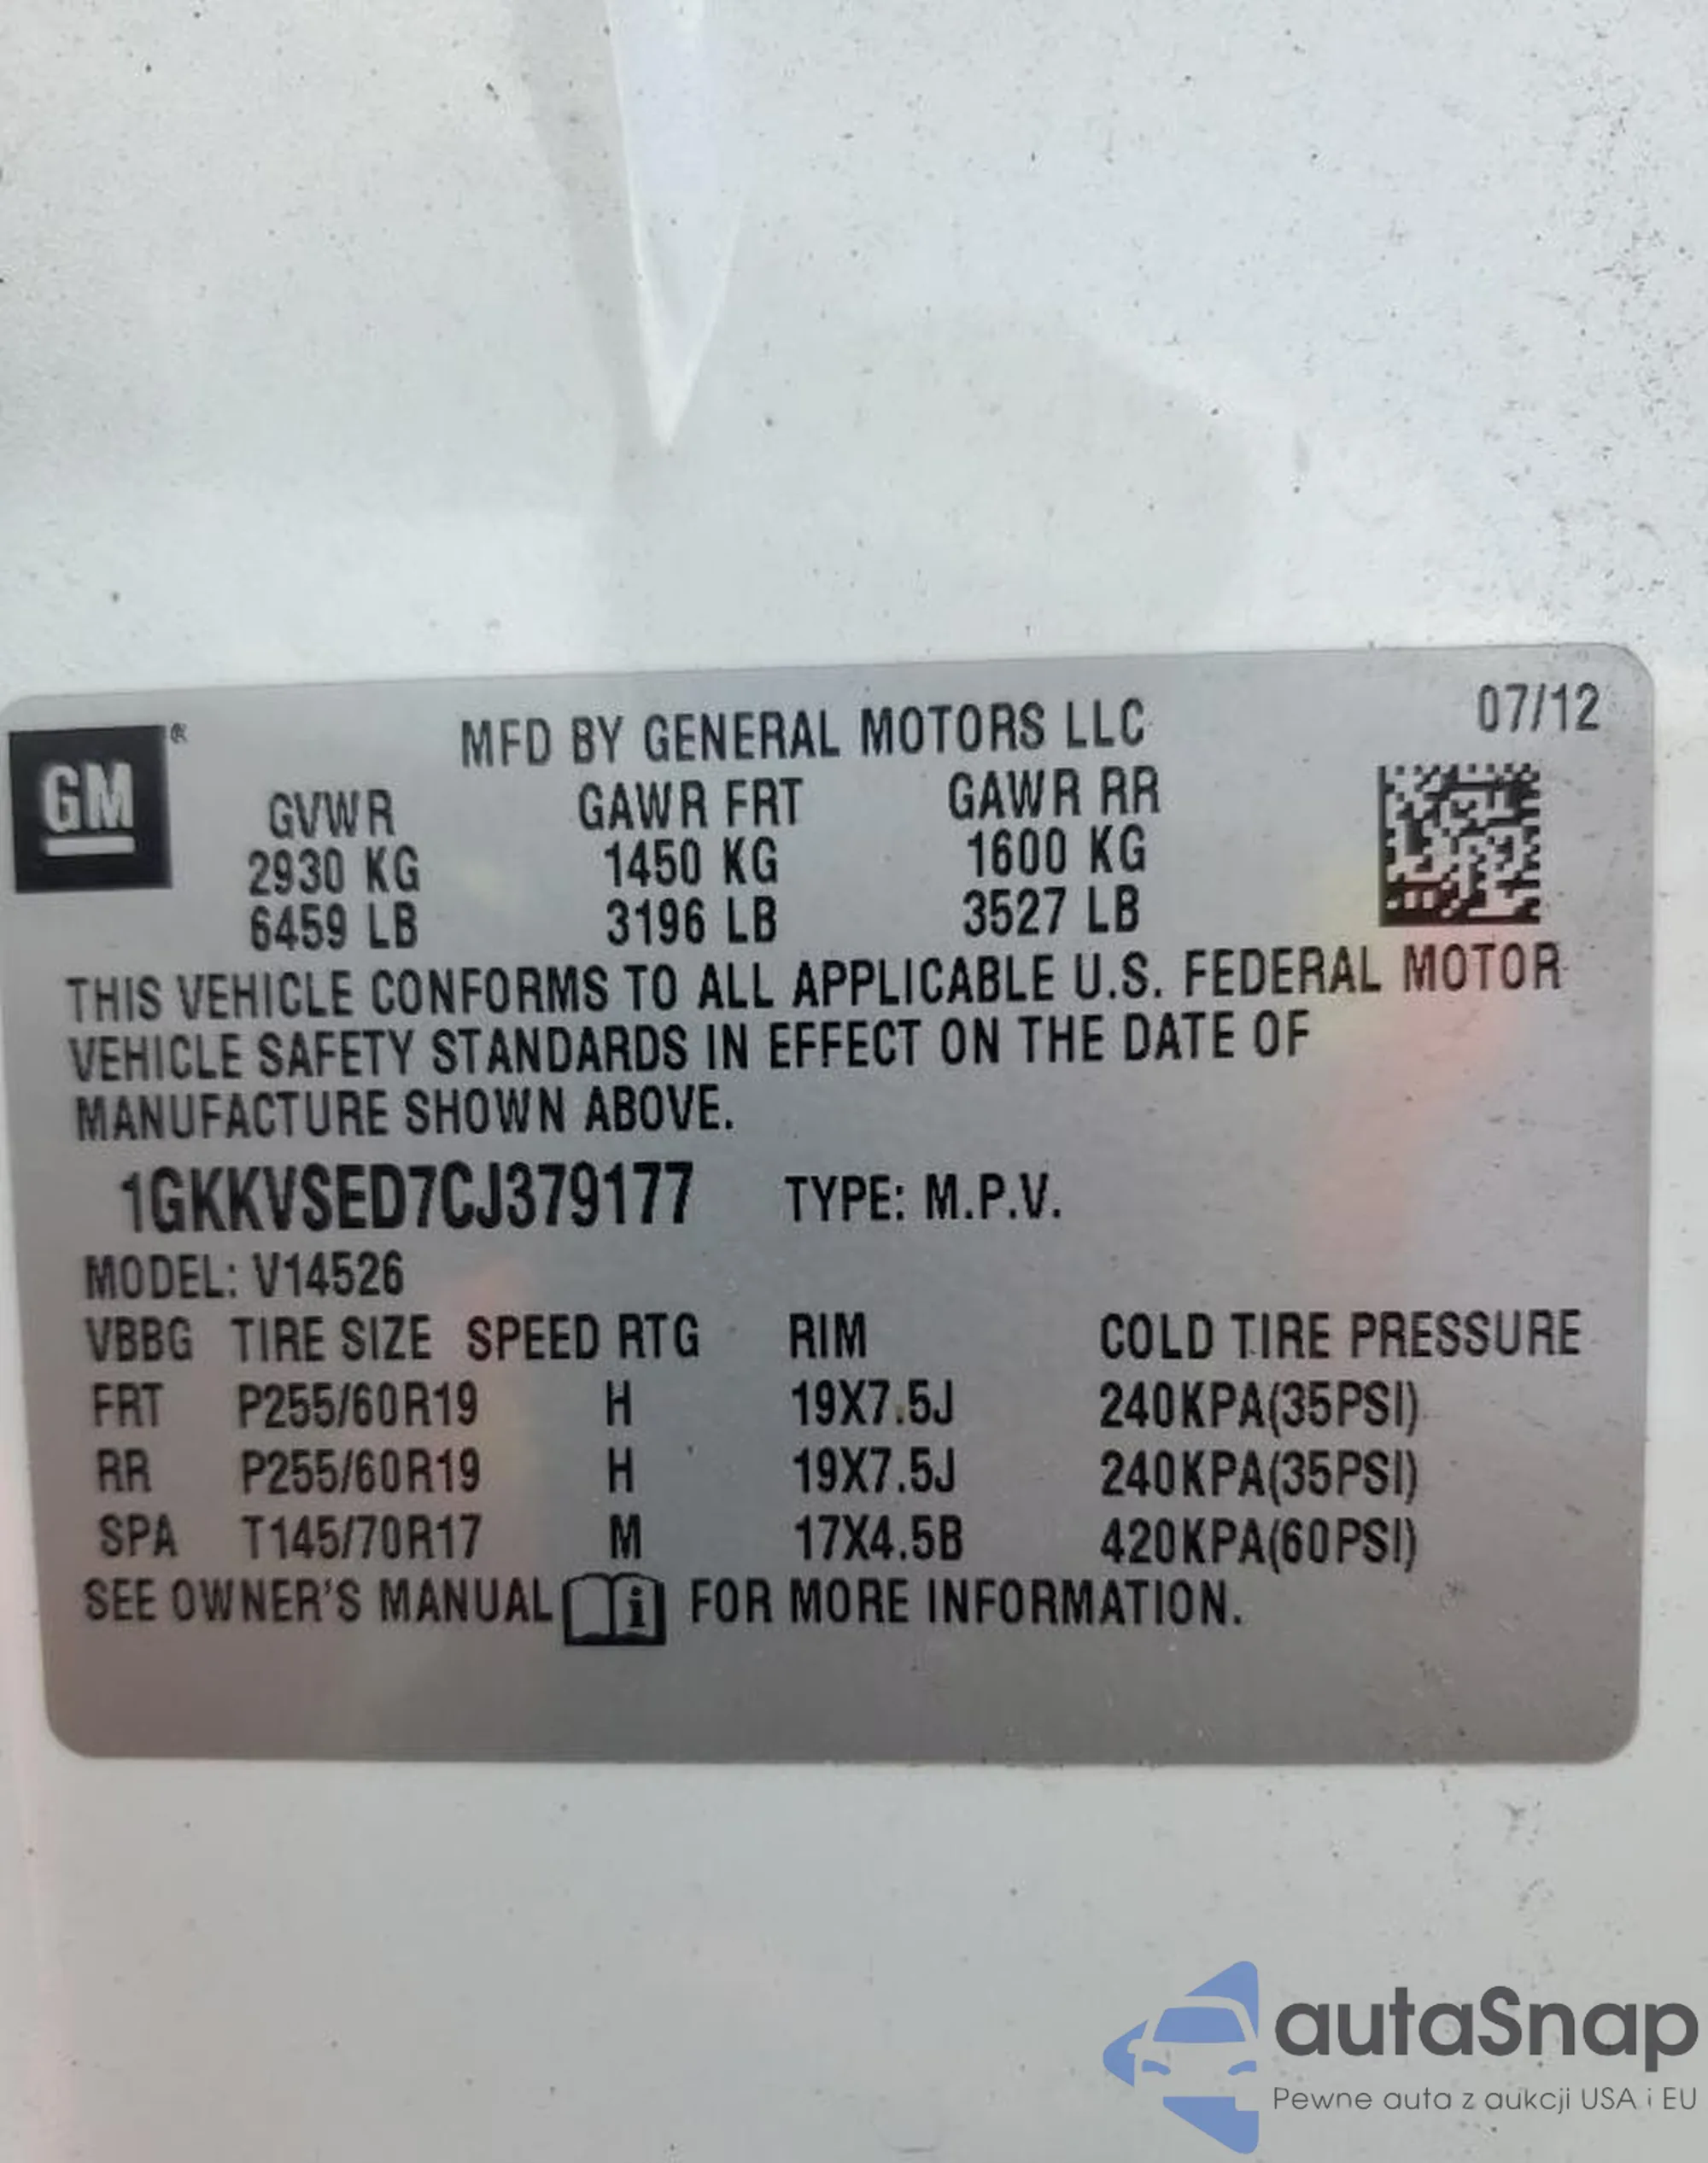 07/12
GM ®
MFD BY GENERAL MOTORS LLC
GVWR GAWR FRT GAWR RR
2930 KG 1450 KG 1600 KG
6459 LB 3196 LB 3527 LB
THIS VEHICLE CONFORMS TO ALL APPLICABLE U.S. FEDERAL MOTOR
VEHICLE SAFETY STANDARDS IN EFFECT ON THE DATE OF
MANUFACTURE SHOWN ABOVE.
1GKKVSED7CJ379177 TYPE: M.P.V.
MODEL: V14526
VBBG TIRE SIZE SPEED RTG RIM COLD TIRE PRESSURE
FRT P255/60R19 H 19X7.5J 240KPA(35PSI)
RR P255/60R19 H 19X7.5J 240KPA(35PSI)
SPA T145/70R17 M 17X4.5B 420KPA(60PSI)
SEE OWNER'S MANUAL i FOR MORE INFORMATION.
autaSnap
Pewne auta z aukcji USA i EU